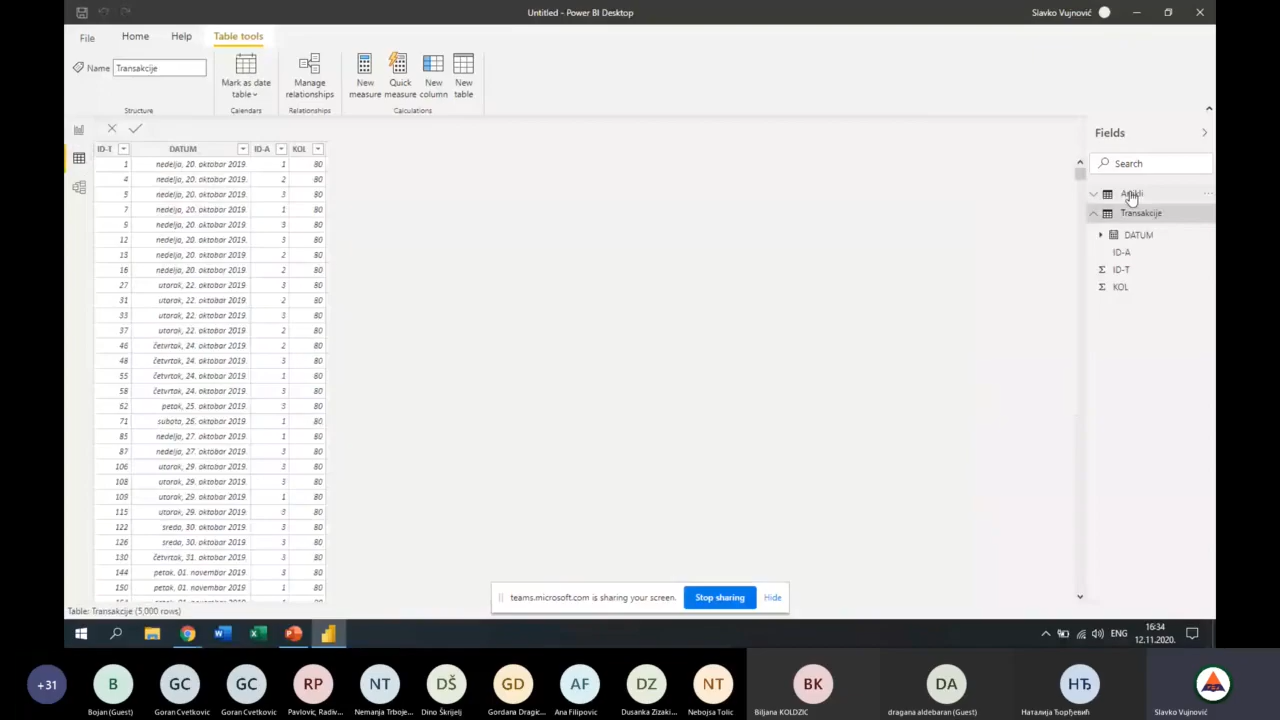 Untitled - Power BI Desktop
Slavko Vujnović
File
Home
Help
Table tools
Name
Transakcije
Mark as date
table
Manage
relationships
New
measure
Quick
measure
New
column
New
table
Structure
Calendars
Relationships
Calculations
ID-T DATUM ID-A KOL
1 nedelja, 20. oktobar 2019. 1 80
4 nedelja, 20. oktobar 2019. 2 80
5 nedelja, 20. oktobar 2019. 3 80
7 nedelja, 20. oktobar 2019. 1 80
9 nedelja, 20. oktobar 2019. 3 80
12 nedelja, 20. oktobar 2019. 3 80
13 nedelja, 20. oktobar 2019. 2 80
16 nedelja, 20. oktobar 2019. 2 80
27 utorak, 22. oktobar 2019. 3 80
31 utorak, 22. oktobar 2019. 2 80
33 utorak, 22. oktobar 2019. 3 80
37 utorak, 22. oktobar 2019. 2 80
46 četvrtak, 24. oktobar 2019. 2 80
48 četvrtak, 24. oktobar 2019. 3 80
55 četvrtak, 24. oktobar 2019. 1 80
58 četvrtak, 24. oktobar 2019. 3 80
62 petak, 25. oktobar 2019. 3 80
71 subota, 26. oktobar 2019. 1 80
85 nedelja, 27. oktobar 2019. 1 80
87 nedelja, 27. oktobar 2019. 3 80
106 utorak, 29. oktobar 2019. 3 80
108 utorak, 29. oktobar 2019. 3 80
109 utorak, 29. oktobar 2019. 1 80
115 utorak, 29. oktobar 2019. 3 80
122 sreda, 30. oktobar 2019. 3 80
126 sreda, 30. oktobar 2019. 3 80
130 četvrtak, 31. oktobar 2019. 3 80
144 petak, 01. novembar 2019. 3 80
150 petak, 01. novembar 2019. 1 80
Table: Transakcije (5,000 rows)
Fields
Search
Transakcije
DATUM
ID-A
ID-T
KOL
teams.microsoft.com is sharing your screen.
Stop sharing
Hide
ENG
16:34
12.11.2020.
+31
B
GC
GC
RP
NT
DŠ
GD
AF
DZ
NT
BK
DA
НЂ
Bojan (Guest)
Goran Cvetkovic
Goran Cvetkovic
Pavlovic, Radiv...
Nemanja Trboje...
Dino Škrijelj
Gordana Dragic...
Ana Filipovic
Dusanka Zizaki...
Nebojsa Tolic
Biljana KOLDZIC
dragana aldebaran (Guest)
Наталија Ђорђевић
Slavko Vujnović